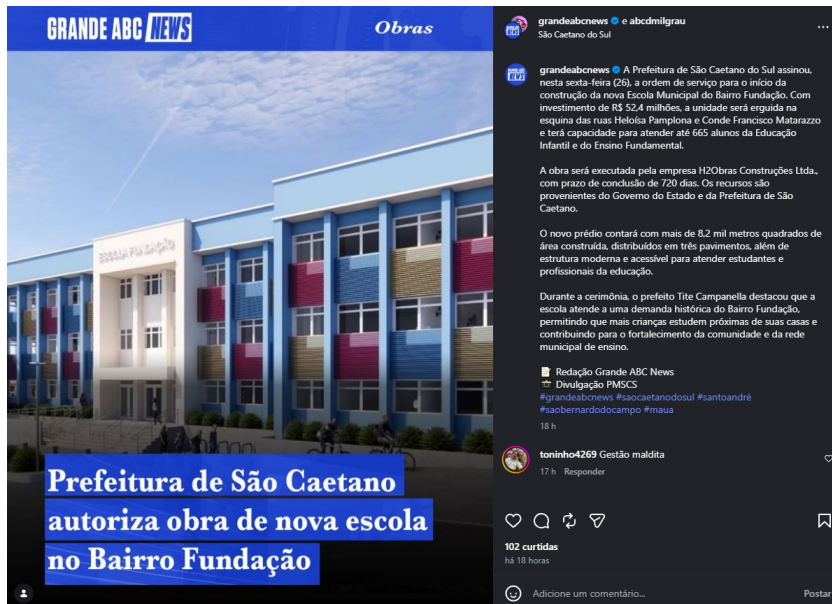 GRANDE ABC NEWS
Obras
ESCOLA FUNDAÇÃO
Prefeitura de São Caetano
autoriza obra de nova escola
no Bairro Fundação
grandeabcnews e abcdmilgrau
São Caetano do Sul
grandeabcnews A Prefeitura de São Caetano do Sul assinou,
nesta sexta-feira (26), a ordem de serviço para o início da
construção da nova Escola Municipal do Bairro Fundação. Com
investimento de R$ 52,4 milhões, a unidade será erguida na
esquina das ruas Heloísa Pamplona e Conde Francisco Matarazzo
e terá capacidade para atender até 665 alunos da Educação
Infantil e do Ensino Fundamental.
A obra será executada pela empresa H2Obras Construções Ltda.,
com prazo de conclusão de 720 dias. Os recursos são
provenientes do Governo do Estado e da Prefeitura de São
Caetano.
O novo prédio contará com mais de 8,2 mil metros quadrados de
área construída, distribuídos em três pavimentos, além de
estrutura moderna e acessível para atender estudantes e
profissionais da educação.
Durante a cerimônia, o prefeito Tite Campanella destacou que a
escola atende a uma demanda histórica do Bairro Fundação,
permitindo que mais crianças estudem próximas de suas casas e
contribuindo para o fortalecimento da comunidade e da rede
municipal de ensino.
Redação Grande ABC News
Divulgação PMSCS
#grandeabcnews #saocaetanodosul #santoandré
#saobernardodocampo #maua
18 h
toninho4269 Gestão maldita
17 h Responder
102 curtidas
há 18 horas
Adicione um comentário...
Postar